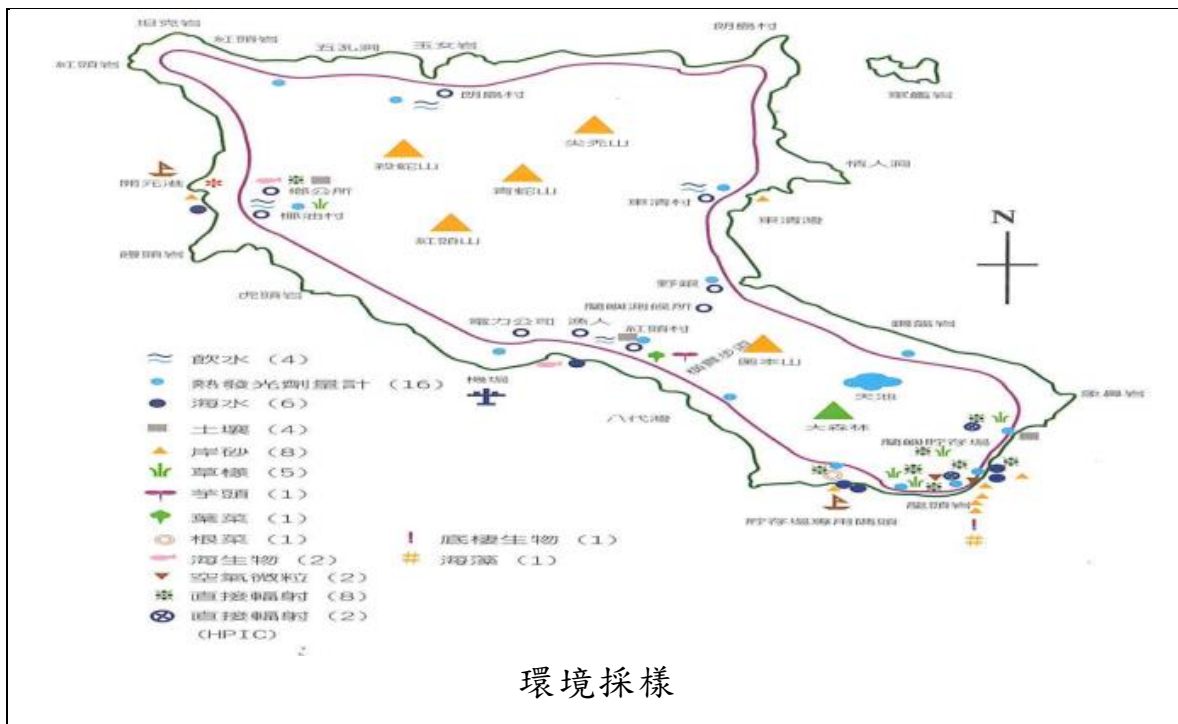 坦克岩
紅頭岩
五孔洞
玉女岩
朗島村
紅頭岩
軍艦岩
朗島村
尖禿山
殺蛇山
青蛇山
情人洞
開元港
鄉公所
東清村
椰油村
東清灣
紅頭山
N
饅頭岩
野銀
虎頭岩
蘭嶼測候所
電力公司
漁人
紅頭村
鋼盔岩
飲水 (4)
橫貫步道
熱發光劑量計 (16)
機場
天池
象鼻岩
海水 (6)
八代灣
大森林
土壤 (4)
蘭嶼貯存場
岸砂 (8)
草樣 (5)
龍頭岩
芋頭 (1)
貯存場專用碼頭
葉菜 (1)
根菜 (1)
底棲生物 (1)
海生物 (2)
海藻 (1)
空氣微粒 (2)
直接輻射 (8)
直接輻射 (2)
(HPIC)
環境採樣